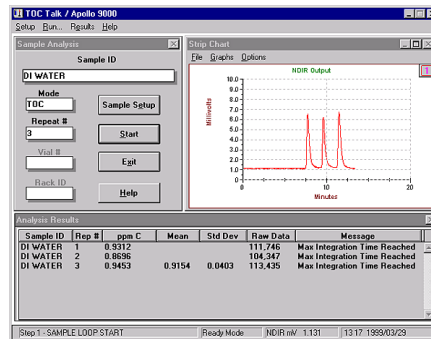 TOC Talk / Apollo 9000
Setup Run... Results Help
Sample Analysis
Sample ID
DI WATER
Mode
TOC
Sample Setup
Repeat #
3
Start
Vial #
Exit
Rack ID
Help
Strip Chart
File Graphs Options
1
NDIR Output
Millivolts
10.0
9.0
8.0
7.0
6.0
5.0
4.0
3.0
2.0
1.0
0
0 10 20
Minutes
Analysis Results
Sample ID Rep # ppm C Mean Std Dev Raw Data Message
DI WATER 1 0.9312 111,746 Max Integration Time Reached
DI WATER 2 0.8696 104,347 Max Integration Time Reached
DI WATER 3 0.9453 0.9154 0.0403 113,435 Max Integration Time Reached
Step 1 - SAMPLE LOOP START Ready Mode NDIR mV 1.131 13:17 1999/03/29